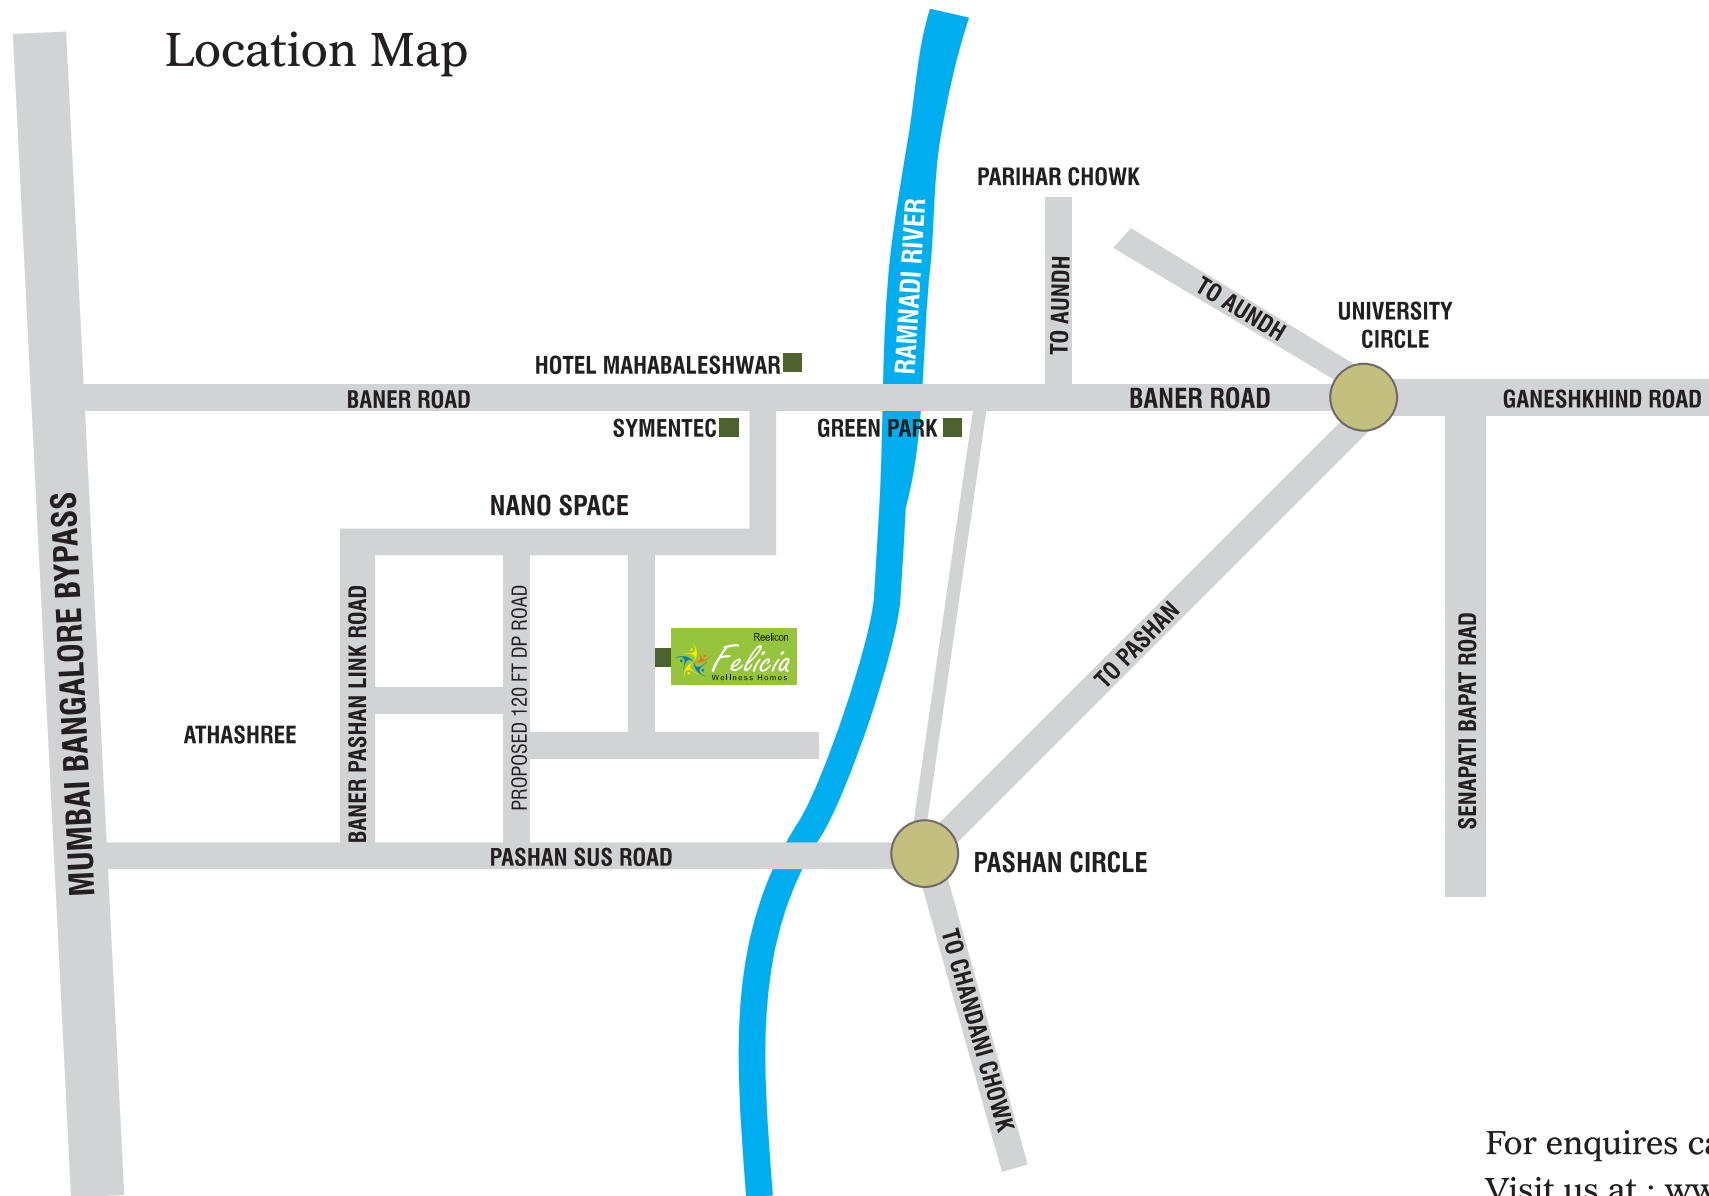 Location Map
PARIHAR CHOWK
RAMNADI RIVER
TO AUNDH
TO AUNDH
UNIVERSITY
CIRCLE
HOTEL MAHABALESHWAR
BANER ROAD
BANER ROAD
GANESHKHIND ROAD
SYMENTEC
GREEN PARK
NANO SPACE
MUMBAI BANGALORE BYPASS
BANER PASHAN LINK ROAD
PROPOSED 120 FT DP ROAD
Reelicon
Felicia
Wellness Homes
TO PASHAN
SENAPATI BAPAT ROAD
ATHASHREE
PASHAN SUS ROAD
PASHAN CIRCLE
TO CHANDANI CHOWK
For enquires
Visit us at :